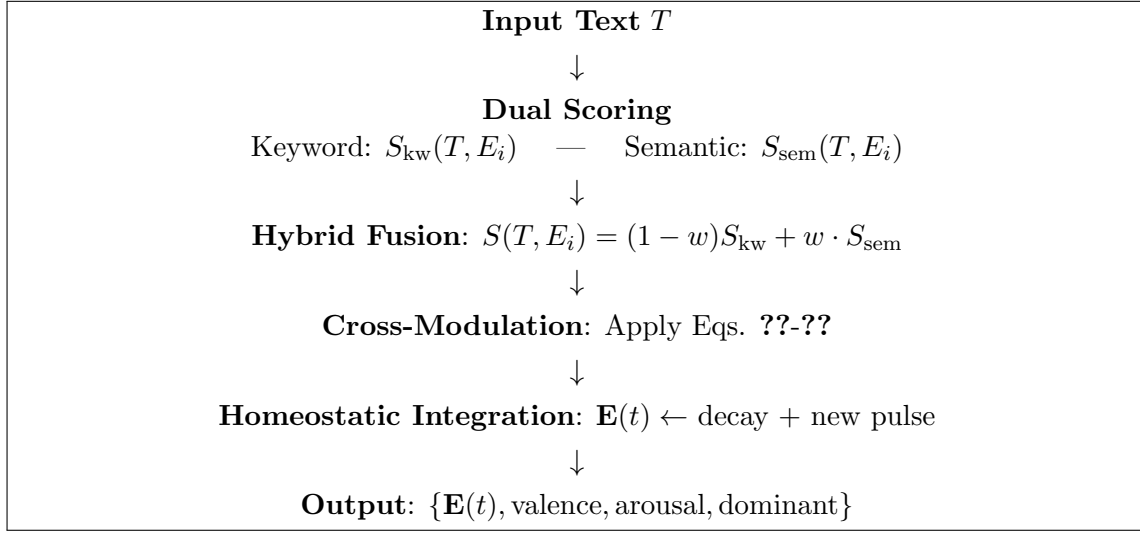 Input Text T
↓
Dual Scoring
Keyword: S_kw(T, E_i) — Semantic: S_sem(T, E_i)
↓
Hybrid Fusion: S(T, E_i) = (1 − w)S_kw + w · S_sem
↓
Cross-Modulation: Apply Eqs. ??-??
↓
Homeostatic Integration: E(t) ← decay + new pulse
↓
Output: {E(t), valence, arousal, dominant}